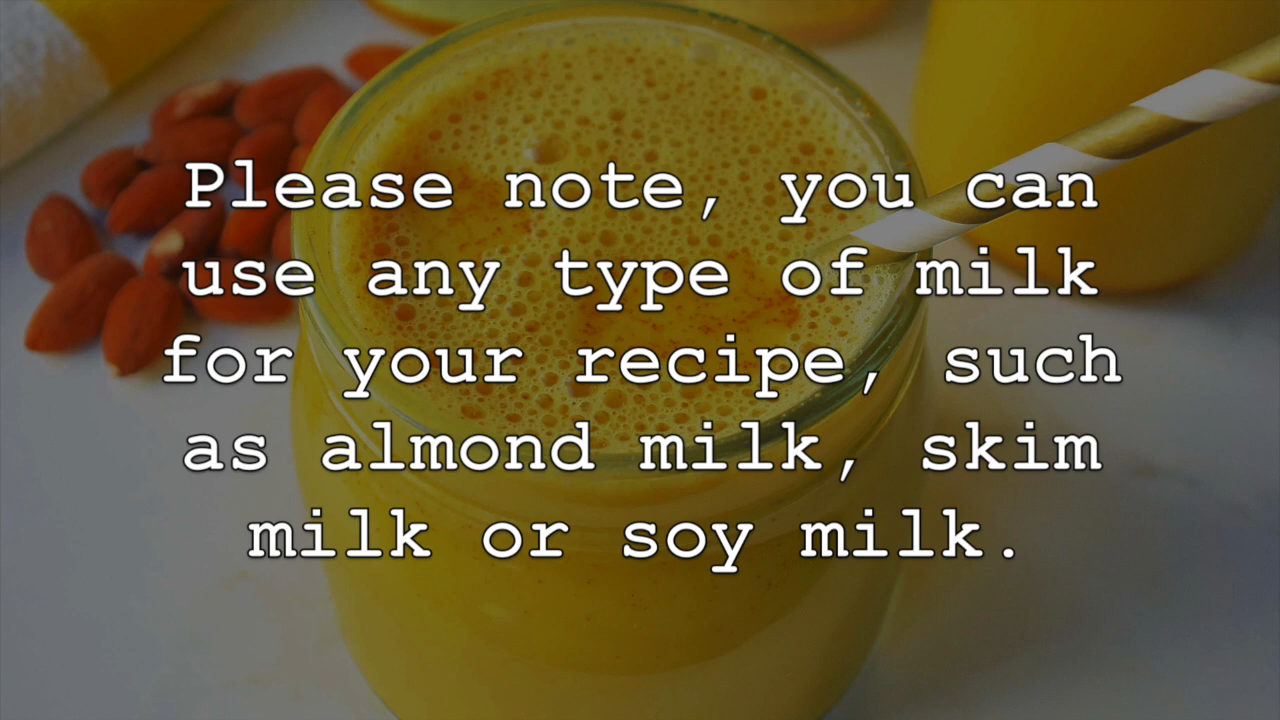 Please note, you can
use any type of milk
for your recipe, such
as almond milk, skim
milk or soy milk.